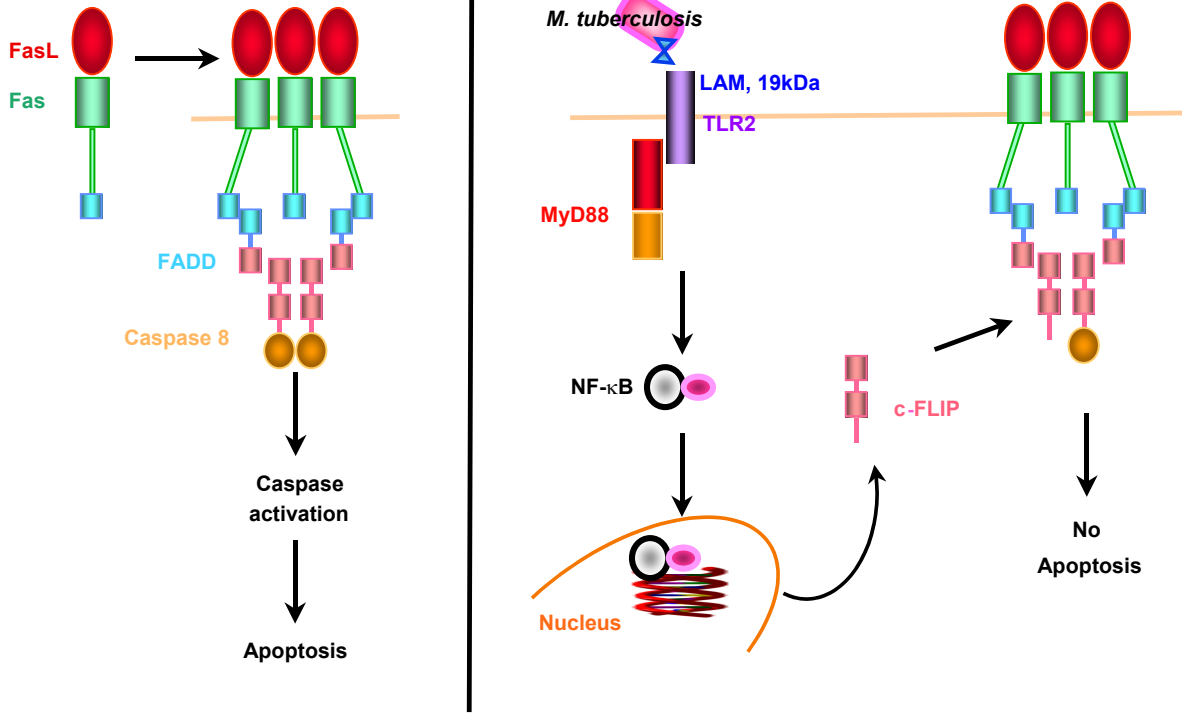 FasL
Fas
FADD
Caspase 8
Caspase
activation
Apoptosis
M. tuberculosis
LAM, 19kDa
TLR2
MyD88
NF-κB
c-FLIP
Nucleus
No
Apoptosis